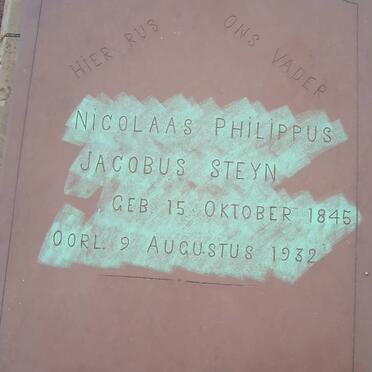 HIER RUS ONS VADER
NICOLAAS PHILIPPUS
JACOBUS STEYN
GEB. 15 OKTOBER 1845
OORL. 9 AUGUSTUS 1932